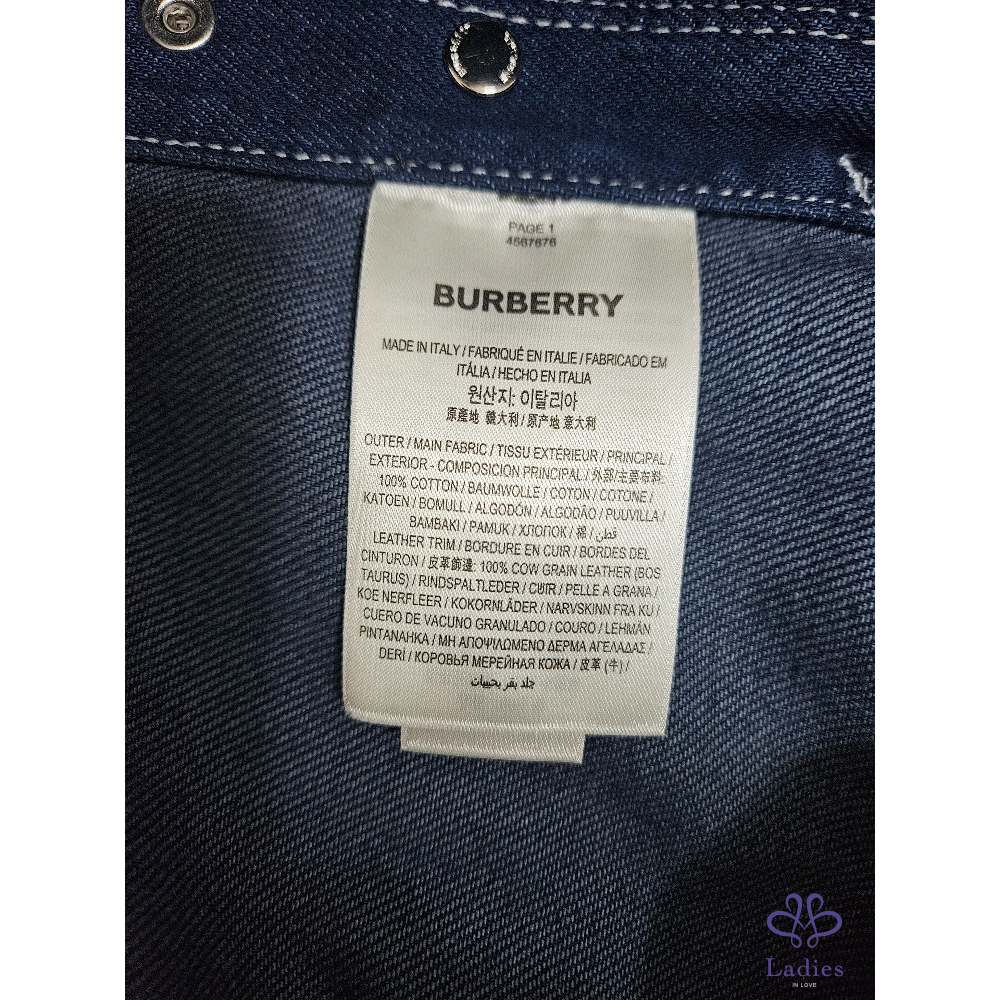 PAGE 1
4567676
BURBERRY
MADE IN ITALY / FABRIQUÉ EN ITALIE / FABRICADO EM
ITÁLIA / HECHO EN ITALIA
원산지: 이탈리아
原產地 義大利 / 原产地 意大利
OUTER / MAIN FABRIC / TISSU EXTÉRIEUR / PRINCIPAL /
EXTERIOR - COMPOSICION PRINCIPAL / 外部/主要布料:
100% COTTON / BAUMWOLLE / COTON / COTONE /
KATOEN / BOMULL / ALGODÓN / ALGODÃO / PUUVILLA /
BAMBAKI / PAMUK / ХЛОПОК / 棉 / قطن /
LEATHER TRIM / BORDURE EN CUIR / BORDES DEL
CINTURON / 皮革飾邊: 100% COW GRAIN LEATHER (BOS
TAURUS) / RINDSPALTLEDER / CUIR / PELLE A GRANA /
KOE NERFLEER / KOKORNLÄDER / NARVSKINN FRA KU /
CUERO DE VACUNO GRANULADO / COURO / LEHMÄN
PINTANAHKA / ΜΗ ΑΠΟΨΙΛΩΜΕΝΟ ΔΕΡΜΑ ΑΓΕΛΑΔΑΣ /
DERİ / КОРОВЬЯ МЕРЕЙНАЯ КОЖА / 皮革 (牛) /
جلد بقر بحبيبات
Ladies
IN LOVE